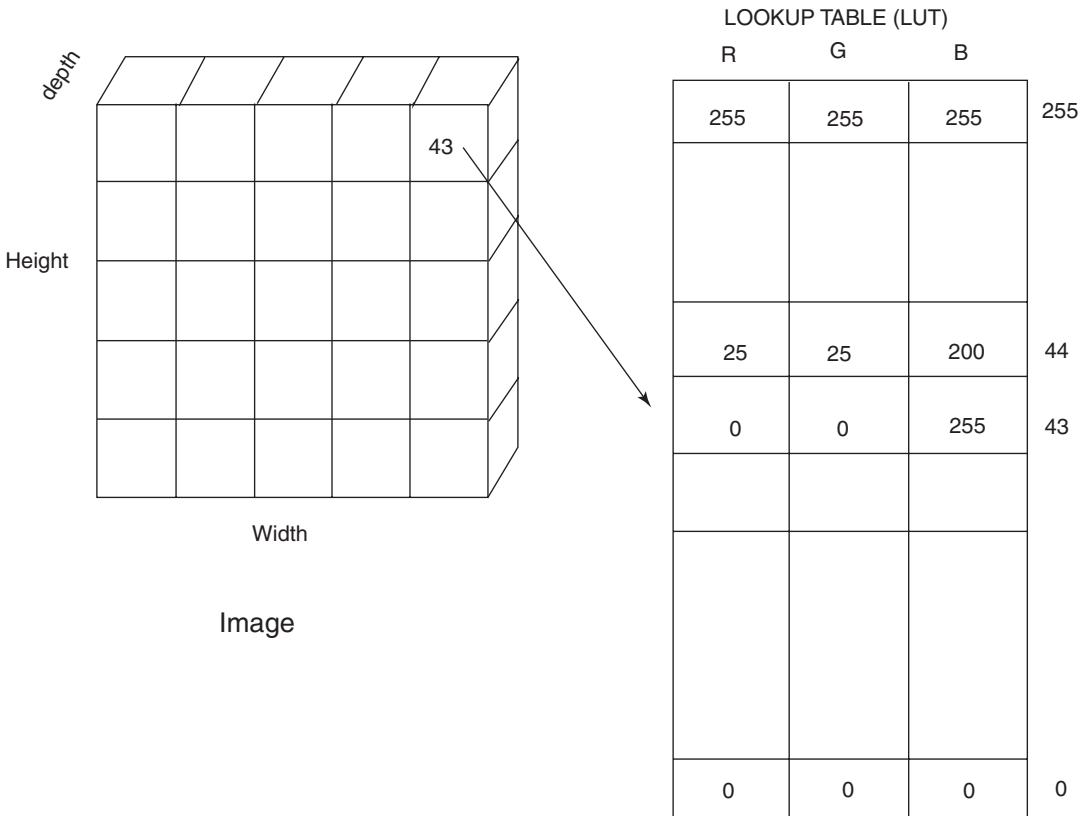 LOOKUP TABLE (LUT)
R G B
depth
255 255 255 255
43
Height
25 25 200 44
0 0 255 43
Width
Image
0 0 0 0